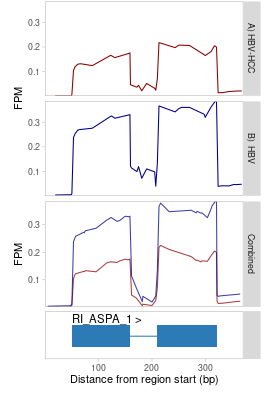 0.3
0.2
0.1
A) HBV-HCC
FPM
0.3
0.2
0.1
B) HBV
0.3
0.2
0.1
Combined
FPM
RI_ASPA_1 >
100
200
300
Distance from region start (bp)